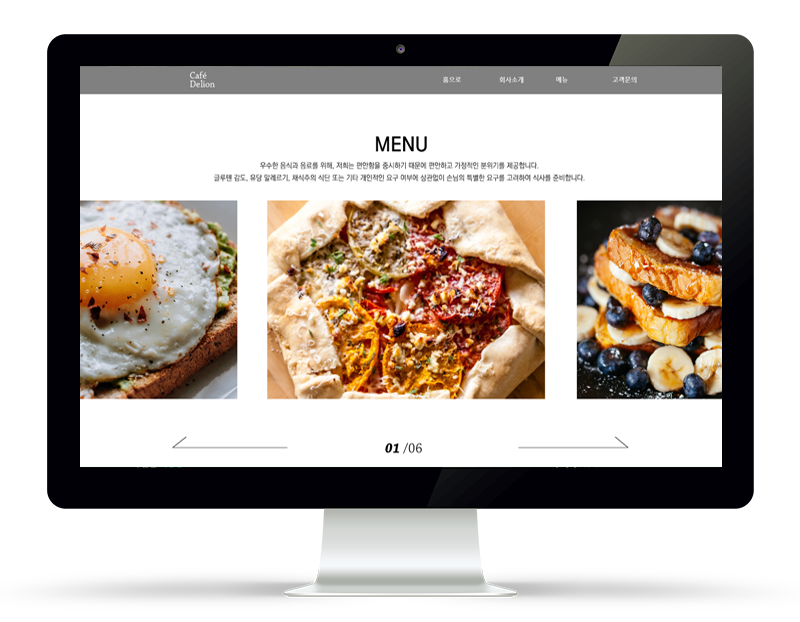 Café
Delion
홈으로 회사소개 메뉴 고객문의
MENU
우수한 음식과 음료를 위해, 저희는 편안함을 중시하기 때문에 편안하고 가정적인 분위기를 제공합니다.
글루텐 감도, 유당 알레르기, 채식주의 식단 또는 기타 개인적인 요구 여부에 상관없이 손님의 특별한 요구를 고려하여 식사를 준비합니다.
01 /06